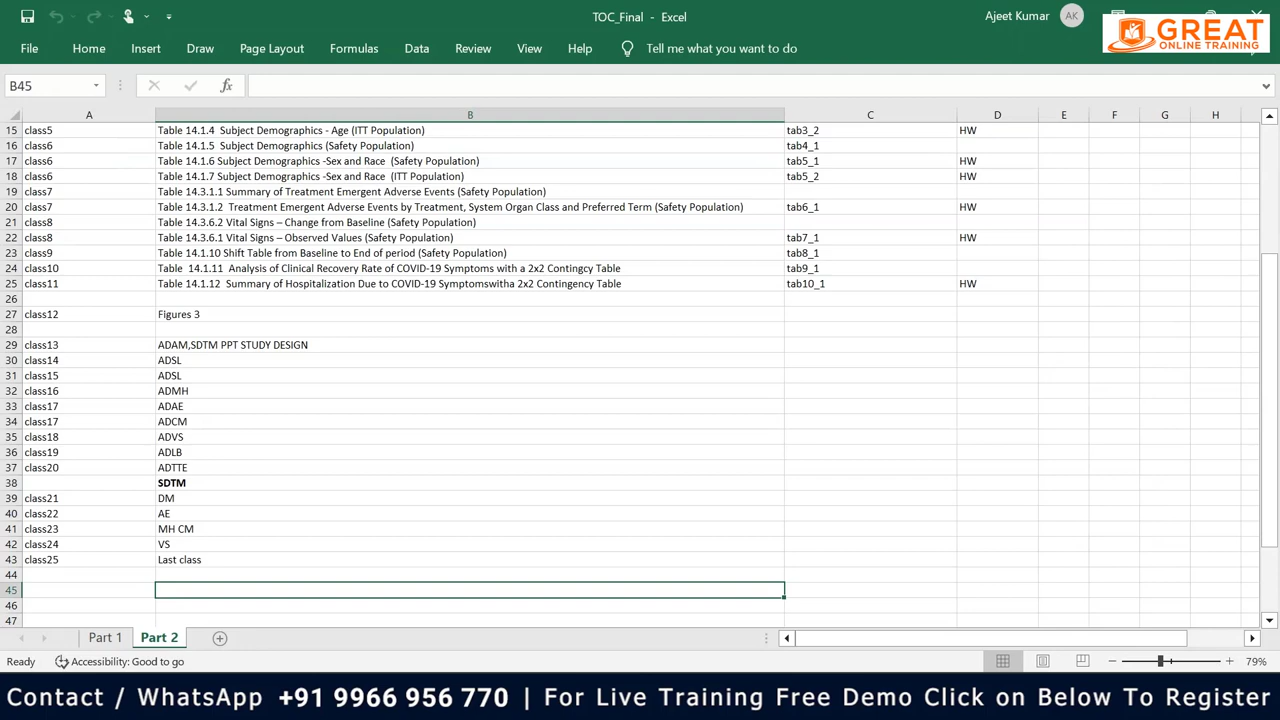 TOC_Final - Excel
Ajeet Kumar AK
GREAT
ONLINE TRAINING
File Home Insert Draw Page Layout Formulas Data Review View Help Tell me what you want to do
B45 fx
A B C D E F G H
15 class5 Table 14.1.4 Subject Demographics - Age (ITT Population) tab3_2 HW
16 class6 Table 14.1.5 Subject Demographics (Safety Population) tab4_1
17 class6 Table 14.1.6 Subject Demographics -Sex and Race (Safety Population) tab5_1 HW
18 class6 Table 14.1.7 Subject Demographics -Sex and Race (ITT Population) tab5_2 HW
19 class7 Table 14.3.1.1 Summary of Treatment Emergent Adverse Events (Safety Population)
20 class7 Table 14.3.1.2 Treatment Emergent Adverse Events by Treatment, System Organ Class and Preferred Term (Safety Population) tab6_1 HW
21 class8 Table 14.3.6.2 Vital Signs – Change from Baseline (Safety Population)
22 class8 Table 14.3.6.1 Vital Signs – Observed Values (Safety Population) tab7_1 HW
23 class9 Table 14.1.10 Shift Table from Baseline to End of period (Safety Population) tab8_1
24 class10 Table 14.1.11 Analysis of Clinical Recovery Rate of COVID-19 Symptoms with a 2x2 Contingcy Table tab9_1
25 class11 Table 14.1.12 Summary of Hospitalization Due to COVID-19 Symptomswitha 2x2 Contingency Table tab10_1 HW
26
27 class12 Figures 3
28
29 class13 ADAM,SDTM PPT STUDY DESIGN
30 class14 ADSL
31 class15 ADSL
32 class16 ADMH
33 class17 ADAE
34 class17 ADCM
35 class18 ADVS
36 class19 ADLB
37 class20 ADTTE
38 SDTM
39 class21 DM
40 class22 AE
41 class23 MH CM
42 class24 VS
43 class25 Last class
44
45
46
47
Part 1 Part 2
Ready Accessibility: Good to go 79%
Contact / WhatsApp +91 9966 956 770 | For Live Training Free Demo Click on Below To Register